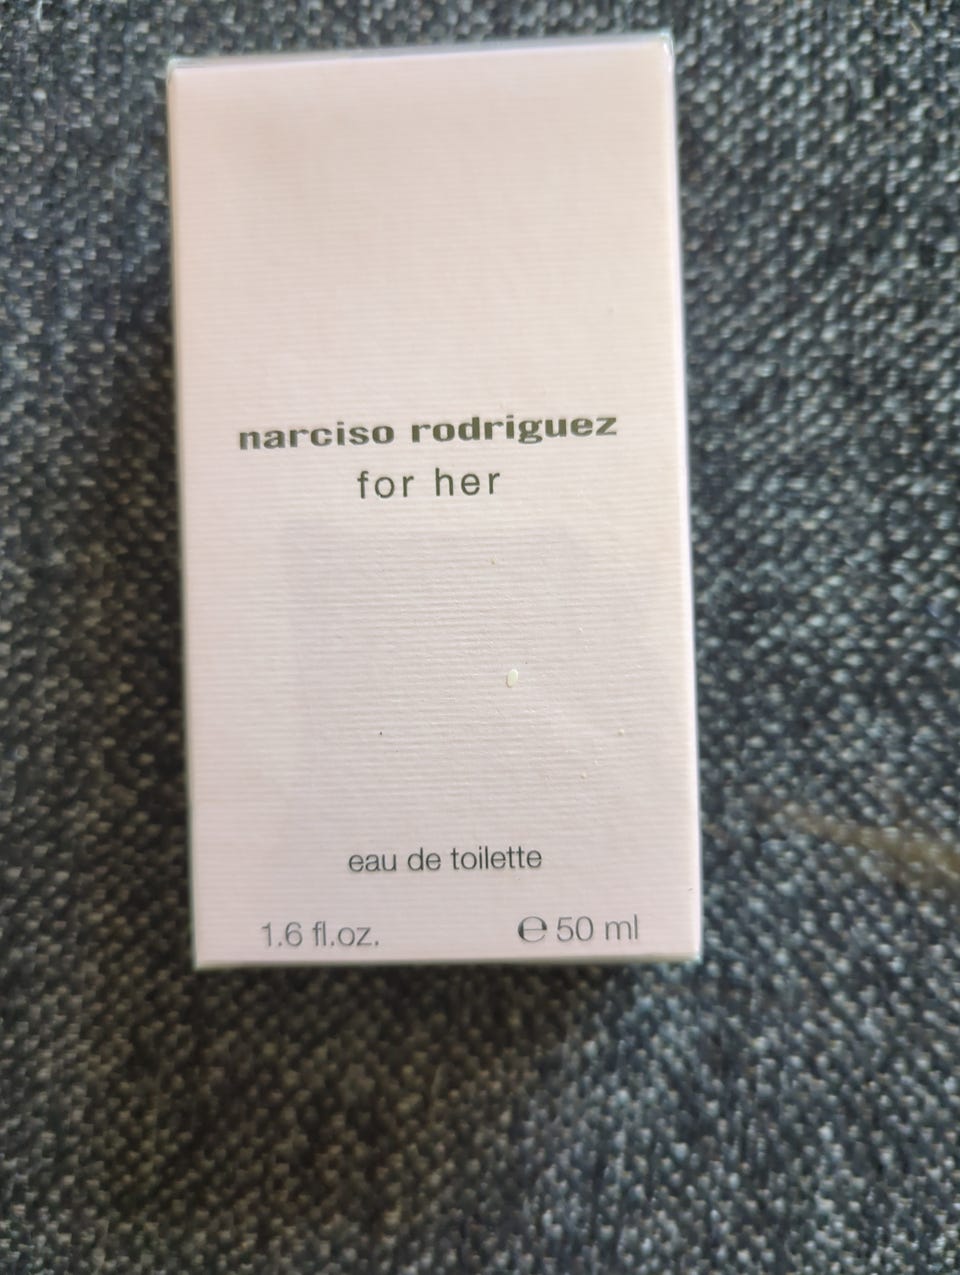 narciso rodriguez
for her
eau de toilette
1.6 fl.oz. ℮ 50 ml